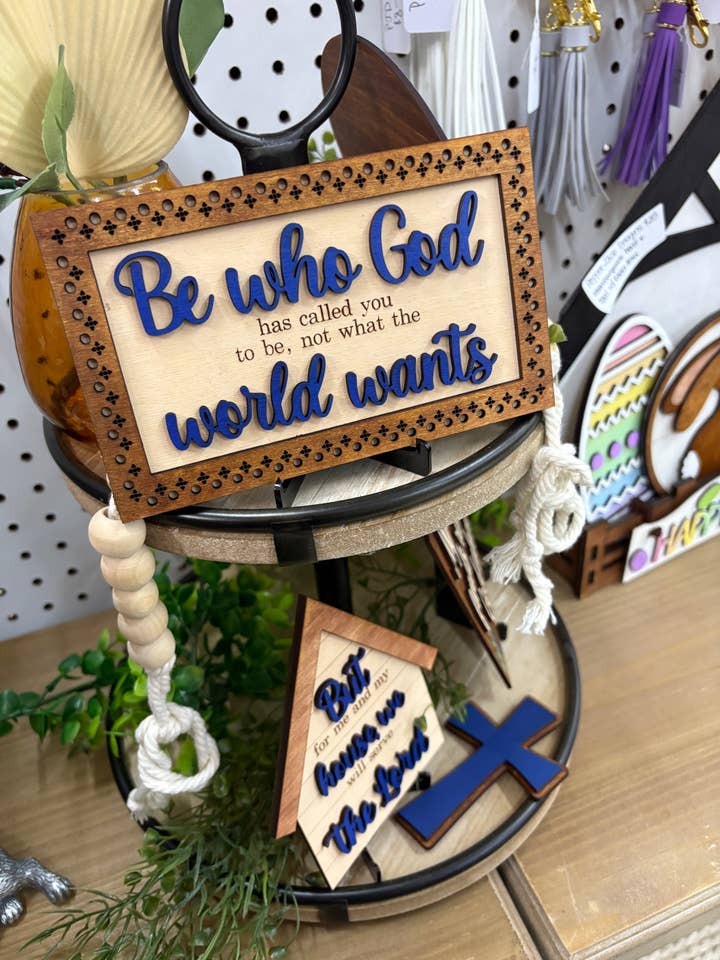 Be who God
has called you
to be, not what the
world wants
But
for me and my
house, we
will serve
the Lord
HAPP